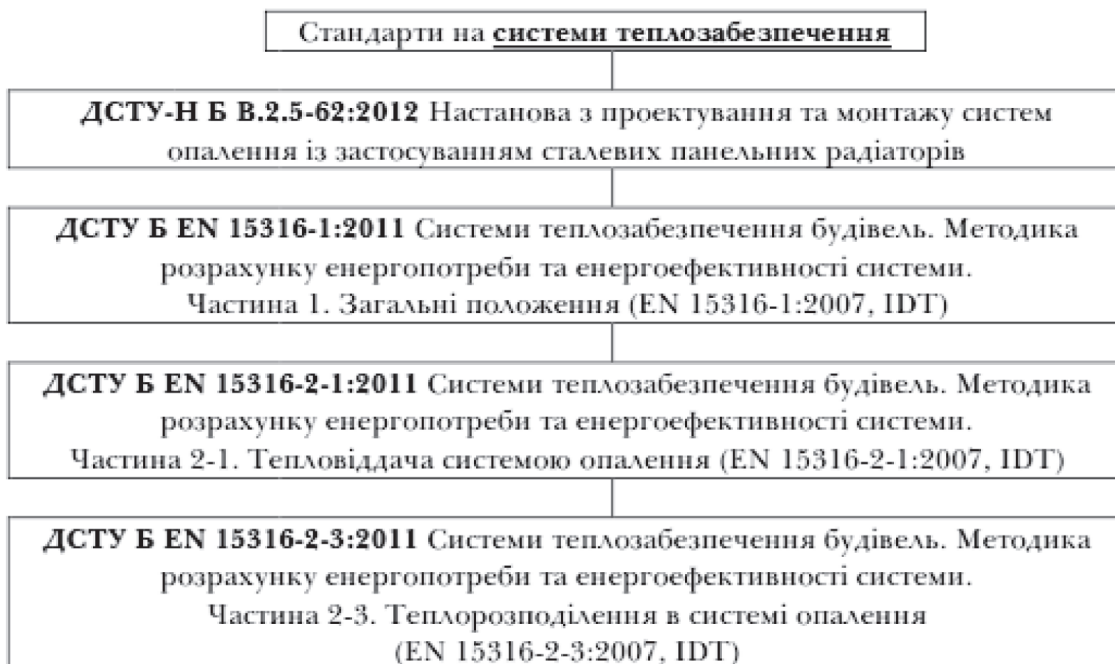 Стандарти на системи теплозабезпечення
ДСТУ-Н Б В.2.5-62:2012 Настанова з проектування та монтажу систем
опалення із застосуванням сталевих панельних радіаторів
ДСТУ Б EN 15316-1:2011 Системи теплозабезпечення будівель. Методика
розрахунку енергопотреби та енергоефективності системи.
Частина 1. Загальні положення (EN 15316-1:2007, IDT)
ДСТУ Б EN 15316-2-1:2011 Системи теплозабезпечення будівель. Методика
розрахунку енергопотреби та енергоефективності системи.
Частина 2-1. Тепловіддача системою опалення (EN 15316-2-1:2007, IDT)
ДСТУ Б EN 15316-2-3:2011 Системи теплозабезпечення будівель. Методика
розрахунку енергопотреби та енергоефективності системи.
Частина 2-3. Теплорозподілення в системі опалення
(EN 15316-2-3:2007, IDT)